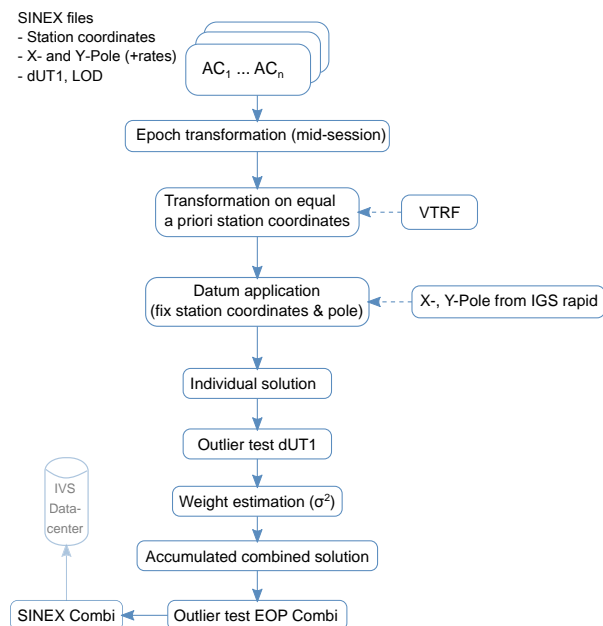 SINEX files
- Station coordinates
- X- and Y-Pole (+rates)
- dUT1, LOD
AC₁ ... ACₙ
Epoch transformation (mid-session)
Transformation on equal
a priori station coordinates
VTRF
Datum application
(fix station coordinates & pole)
X-, Y-Pole from IGS rapid
Individual solution
Outlier test dUT1
IVS
Data-
center
Weight estimation (σ²)
Accumulated combined solution
SINEX Combi
Outlier test EOP Combi